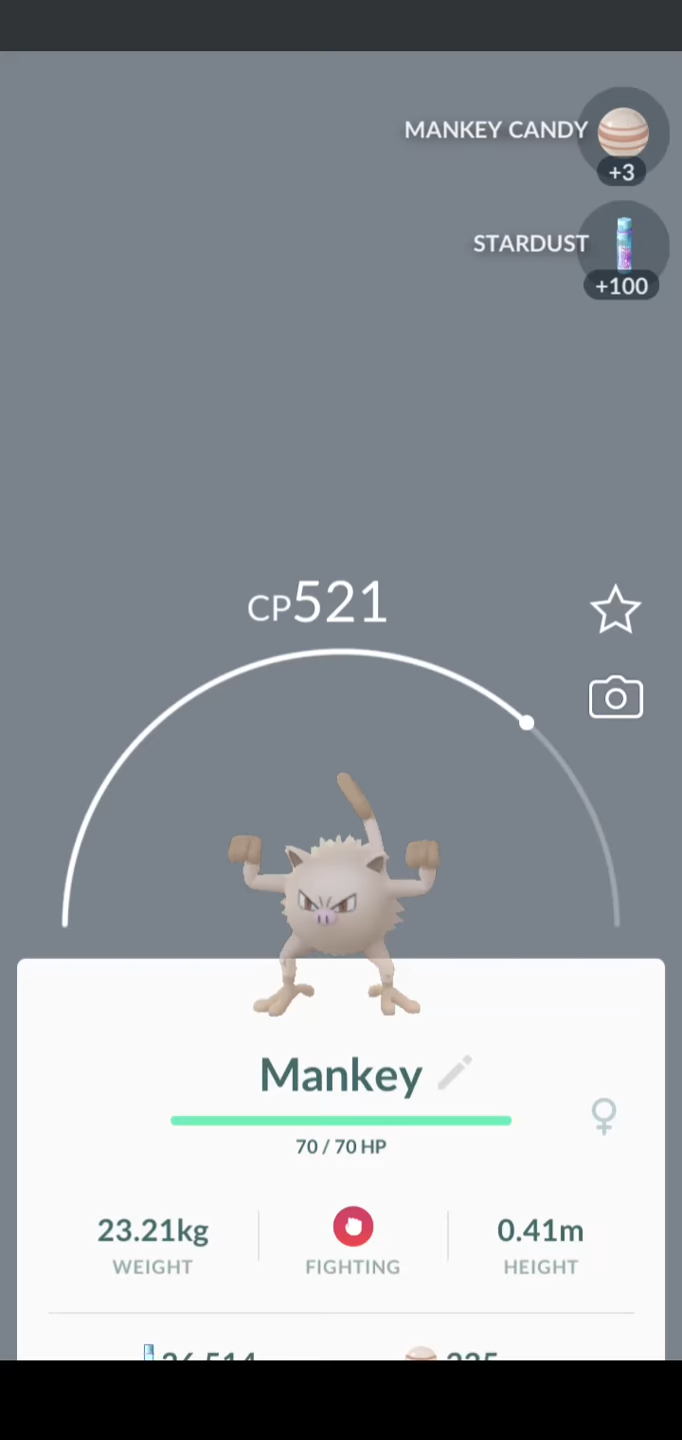 MANKEY CANDY
+3
STARDUST
+100
CP521
Mankey
70 / 70 HP
23.21kg
WEIGHT
FIGHTING
0.41m
HEIGHT